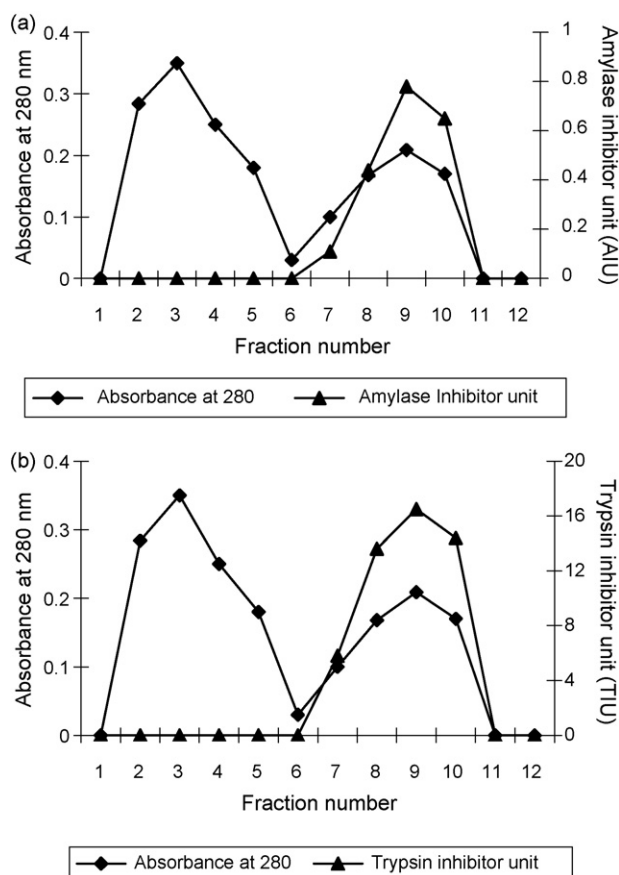 (a)
0.4
0.3
0.2
0.1
0
Absorbance at 280 nm
1
0.8
0.6
0.4
0.2
0
Amylase inhibitor unit (AIU)
1 2 3 4 5 6 7 8 9 10 11 12
Fraction number
Absorbance at 280 Amylase Inhibitor unit
(b)
0.4
0.3
0.2
0.1
0
Absorbance at 280 nm
20
16
12
8
4
0
Trypsin inhibitor unit (TIU)
1 2 3 4 5 6 7 8 9 10 11 12
Fraction number
Absorbance at 280 Trypsin inhibitor unit